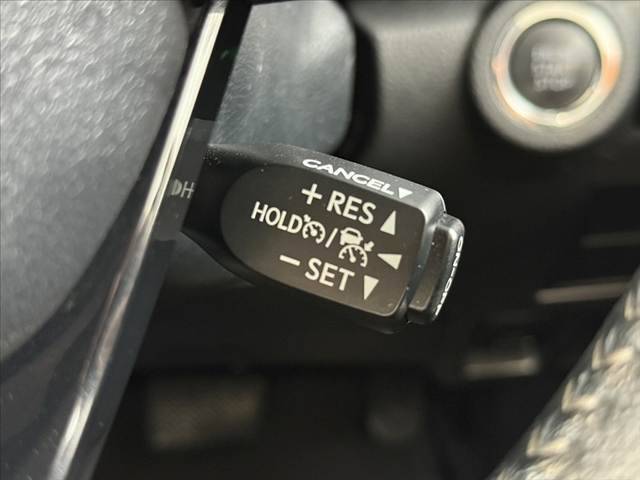 CANCEL
+ RES
HOLD /
− SET